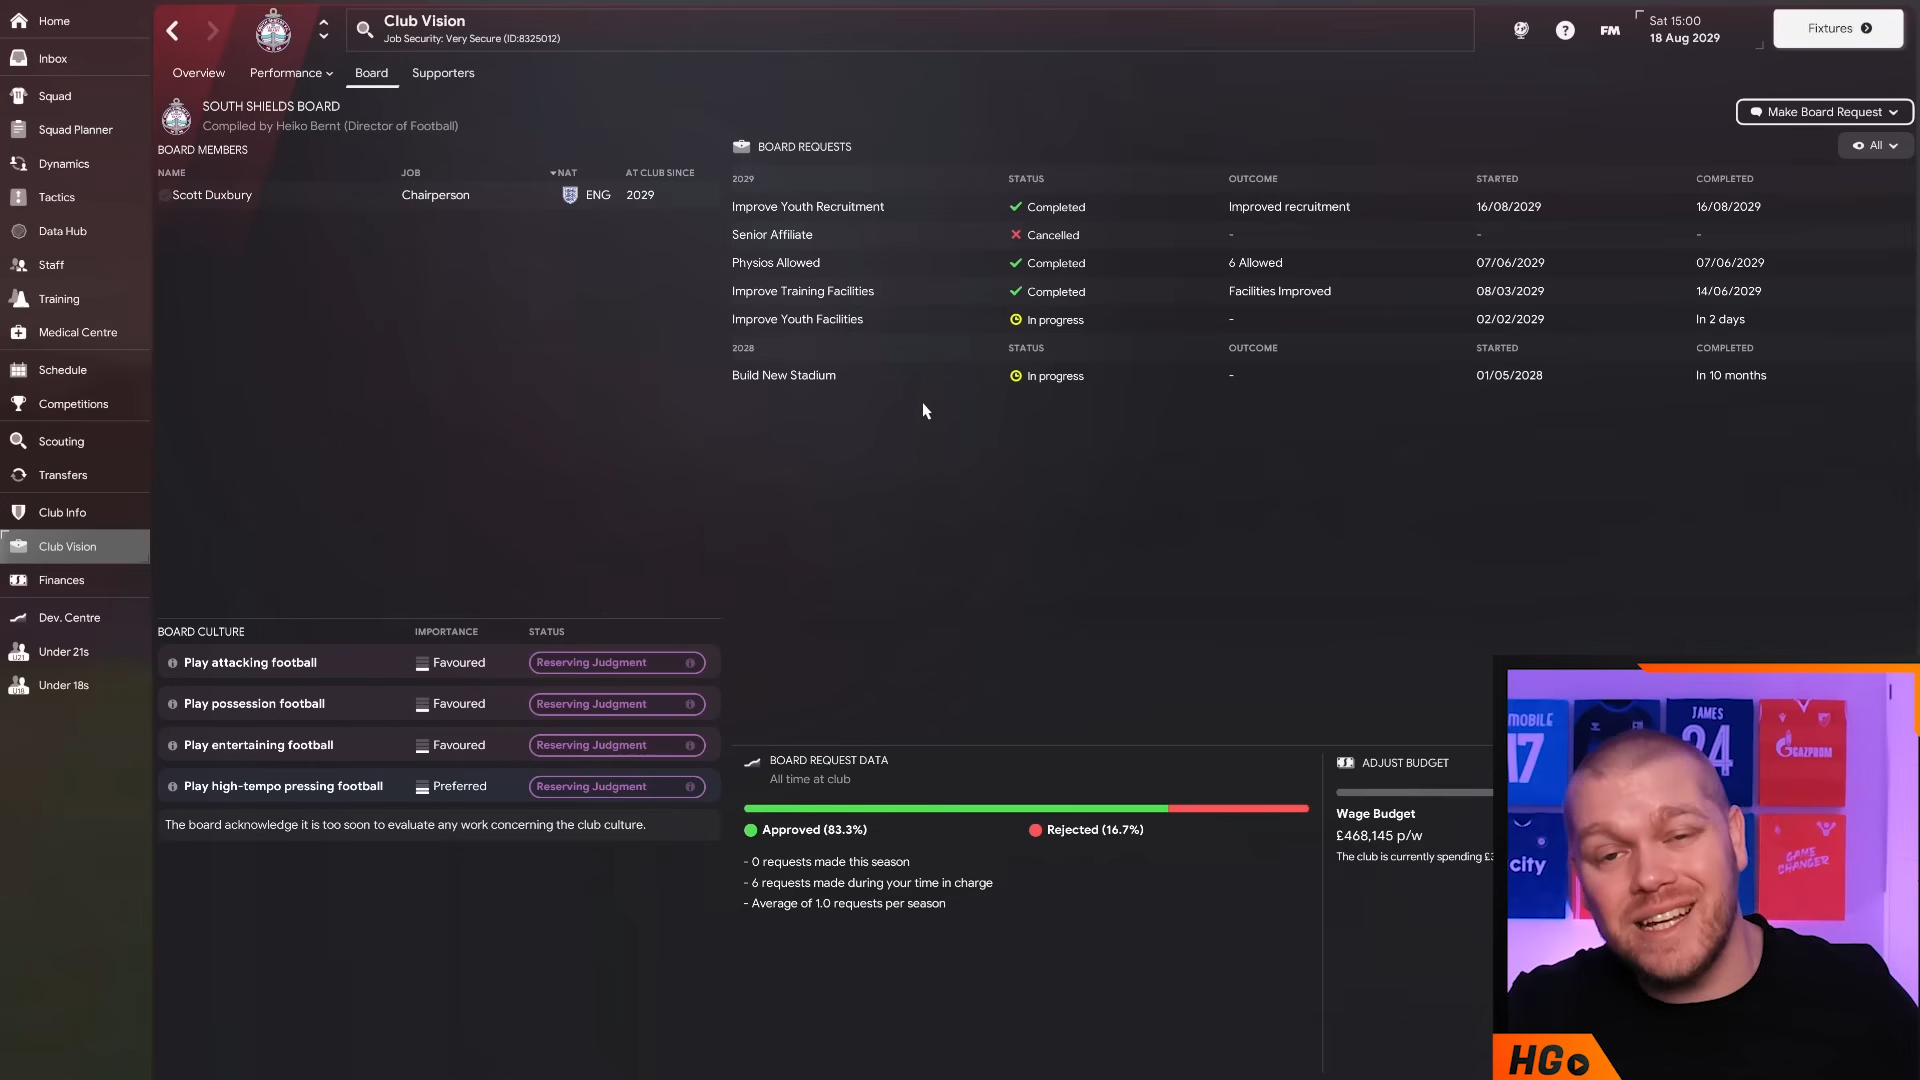 Home
Inbox
Squad
Squad Planner
Dynamics
Tactics
Data Hub
Staff
Training
Medical Centre
Schedule
Competitions
Scouting
Transfers
Club Info
Club Vision
Finances
Dev. Centre
Under 21s
Under 18s
Club Vision
Job Security: Very Secure (ID:8325012)
FM
Sat 15:00
18 Aug 2029
Fixtures
Overview Performance Board Supporters
SOUTH SHIELDS BOARD
Compiled by Heiko Bernt (Director of Football)
Make Board Request
All
BOARD MEMBERS
NAME JOB NAT AT CLUB SINCE
Scott Duxbury Chairperson ENG 2029
BOARD REQUESTS
2029 STATUS OUTCOME STARTED COMPLETED
Improve Youth Recruitment Completed Improved recruitment 16/08/2029 16/08/2029
Senior Affiliate Cancelled - - -
Physios Allowed Completed 6 Allowed 07/06/2029 07/06/2029
Improve Training Facilities Completed Facilities Improved 08/03/2029 14/06/2029
Improve Youth Facilities In progress - 02/02/2029 In 2 days
2028 STATUS OUTCOME STARTED COMPLETED
Build New Stadium In progress - 01/05/2028 In 10 months
BOARD CULTURE IMPORTANCE STATUS
Play attacking football Favoured Reserving Judgment
Play possession football Favoured Reserving Judgment
Play entertaining football Favoured Reserving Judgment
Play high-tempo pressing football Preferred Reserving Judgment
The board acknowledge it is too soon to evaluate any work concerning the club culture.
BOARD REQUEST DATA
All time at club
Approved (83.3%) Rejected (16.7%)
- 0 requests made this season
- 6 requests made during your time in charge
- Average of 1.0 requests per season
ADJUST BUDGET
Wage Budget
£468,145 p/w
The club is currently spending
MOBILE
17
JAMES
24
GAZPROM
city
GAME CHANGER
HGo